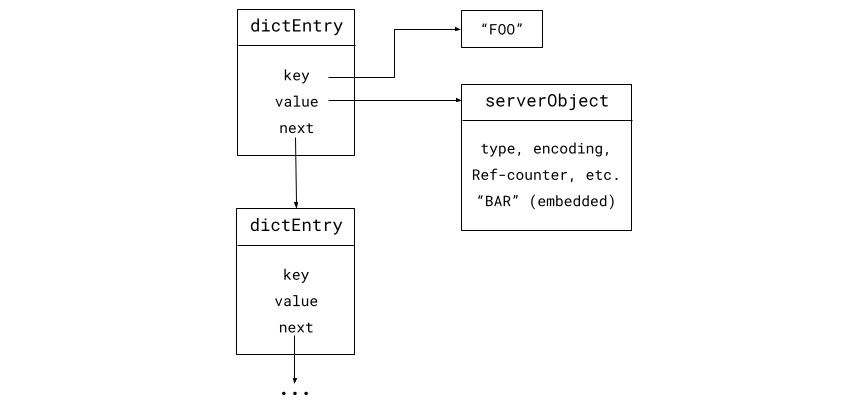 dictEntry
key
value
next
“FOO”
serverObject
type, encoding,
Ref-counter, etc.
“BAR” (embedded)
dictEntry
key
value
next
...